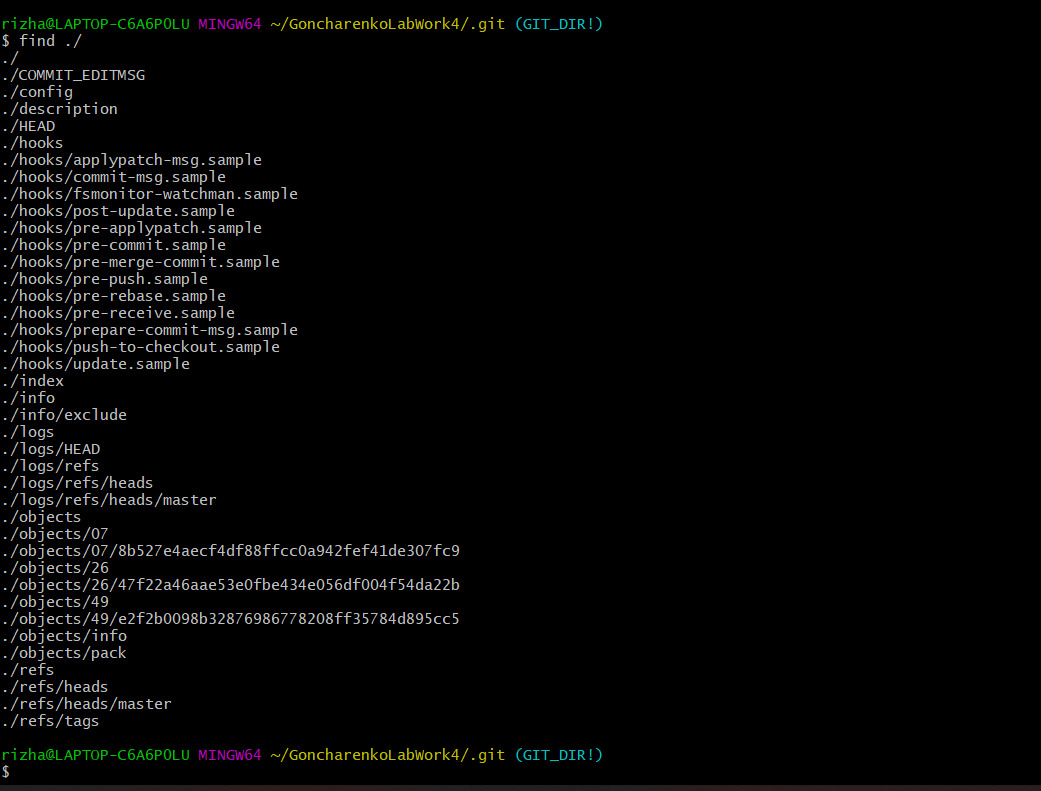 rizha@LAPTOP-C6A6P0LU MINGW64 ~/GoncharenkoLabWork4/.git (GIT_DIR!)
$ find ./
./
./COMMIT_EDITMSG
./config
./description
./HEAD
./hooks
./hooks/applypatch-msg.sample
./hooks/commit-msg.sample
./hooks/fsmonitor-watchman.sample
./hooks/post-update.sample
./hooks/pre-applypatch.sample
./hooks/pre-commit.sample
./hooks/pre-merge-commit.sample
./hooks/pre-push.sample
./hooks/pre-rebase.sample
./hooks/pre-receive.sample
./hooks/prepare-commit-msg.sample
./hooks/push-to-checkout.sample
./hooks/update.sample
./index
./info
./info/exclude
./logs
./logs/HEAD
./logs/refs
./logs/refs/heads
./logs/refs/heads/master
./objects
./objects/07
./objects/07/8b527e4aecf4df88ffcc0a942fef41de307fc9
./objects/26
./objects/26/47f22a46aae53e0fbe434e056df004f54da22b
./objects/49
./objects/49/e2f2b0098b32876986778208ff35784d895cc5
./objects/info
./objects/pack
./refs
./refs/heads
./refs/heads/master
./refs/tags
rizha@LAPTOP-C6A6P0LU MINGW64 ~/GoncharenkoLabWork4/.git (GIT_DIR!)
$